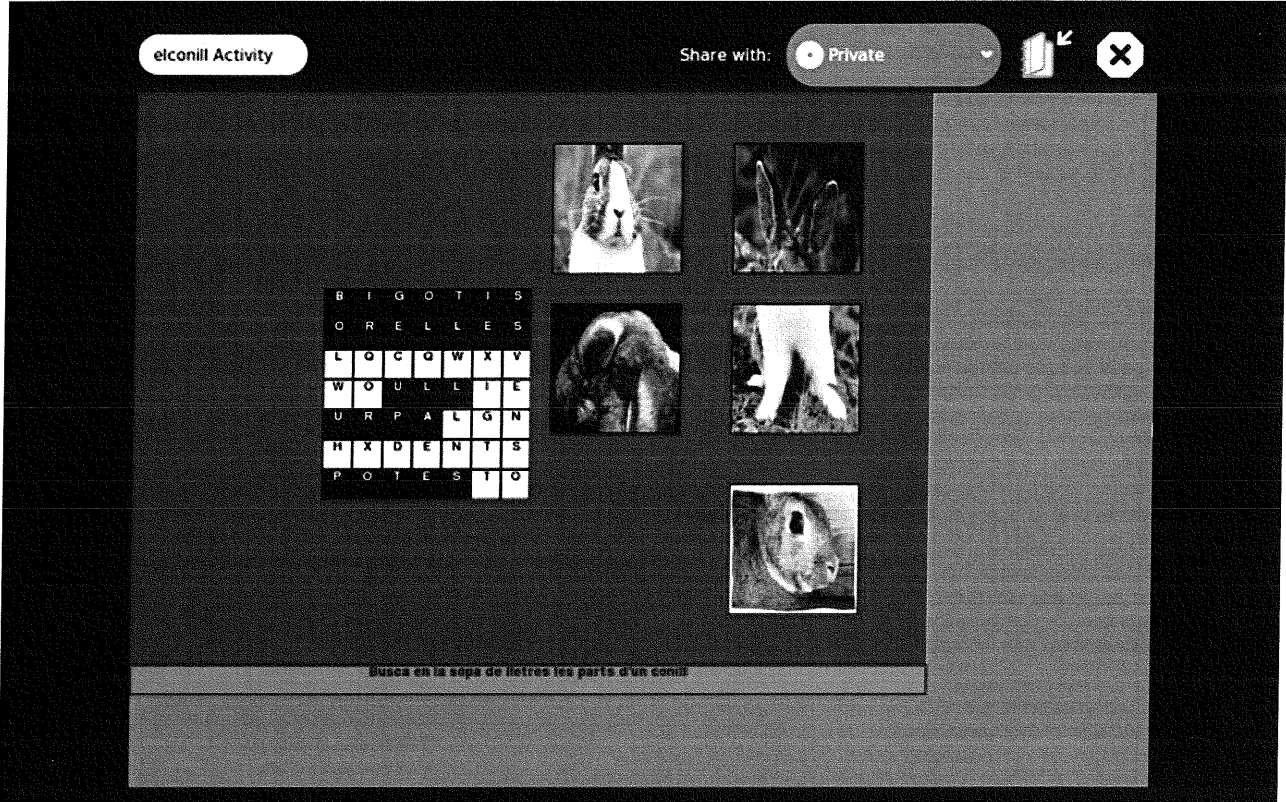 elconill Activity
Share with: Private
B I G O T I S
O R E L L E S
L Q C Q W X V
W O U L L I E
U R P A L G N
H X D E N T S
P O T E S T O
Busca en la sopa de lletres les parts d'un conill